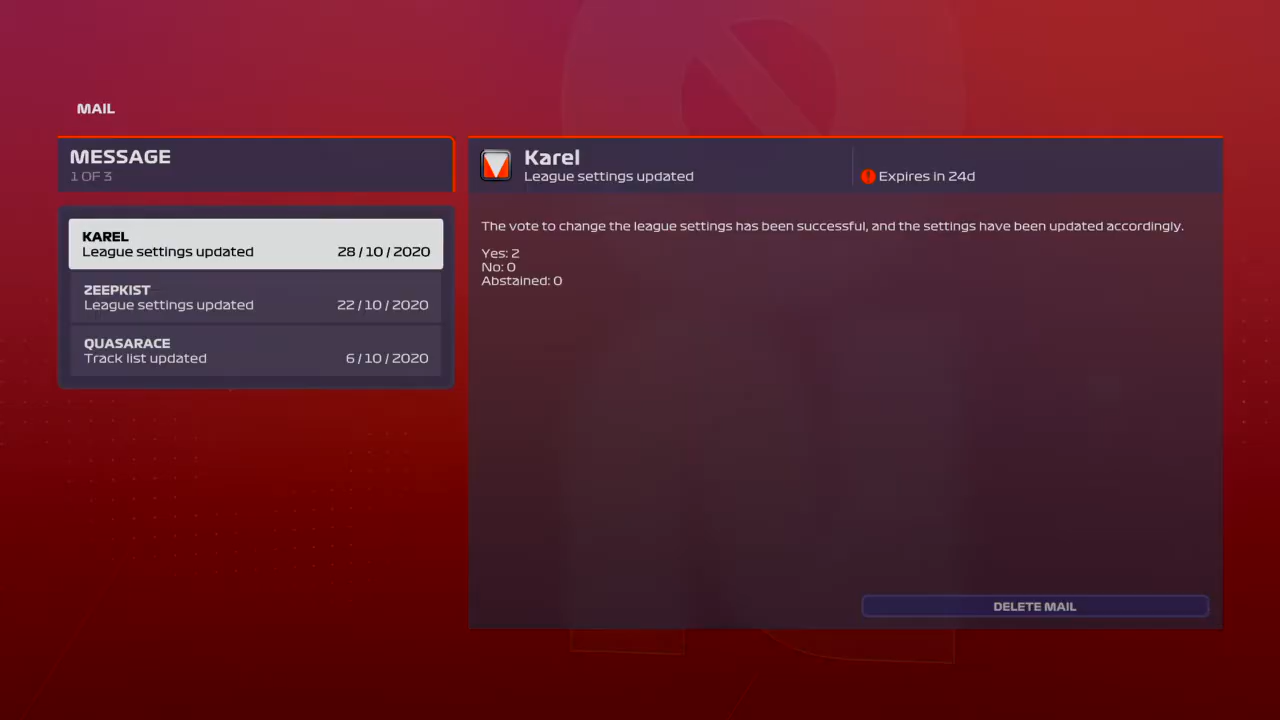 MAIL
MESSAGE
1 OF 3
KAREL
League settings updated 28/10/2020
ZEEPKIST
League settings updated 22/10/2020
QUASARACE
Track list updated 6/10/2020
Karel
League settings updated
Expires in 24d
The vote to change the league settings has been successful, and the settings have been updated accordingly.
Yes: 2
No: 0
Abstained: 0
DELETE MAIL